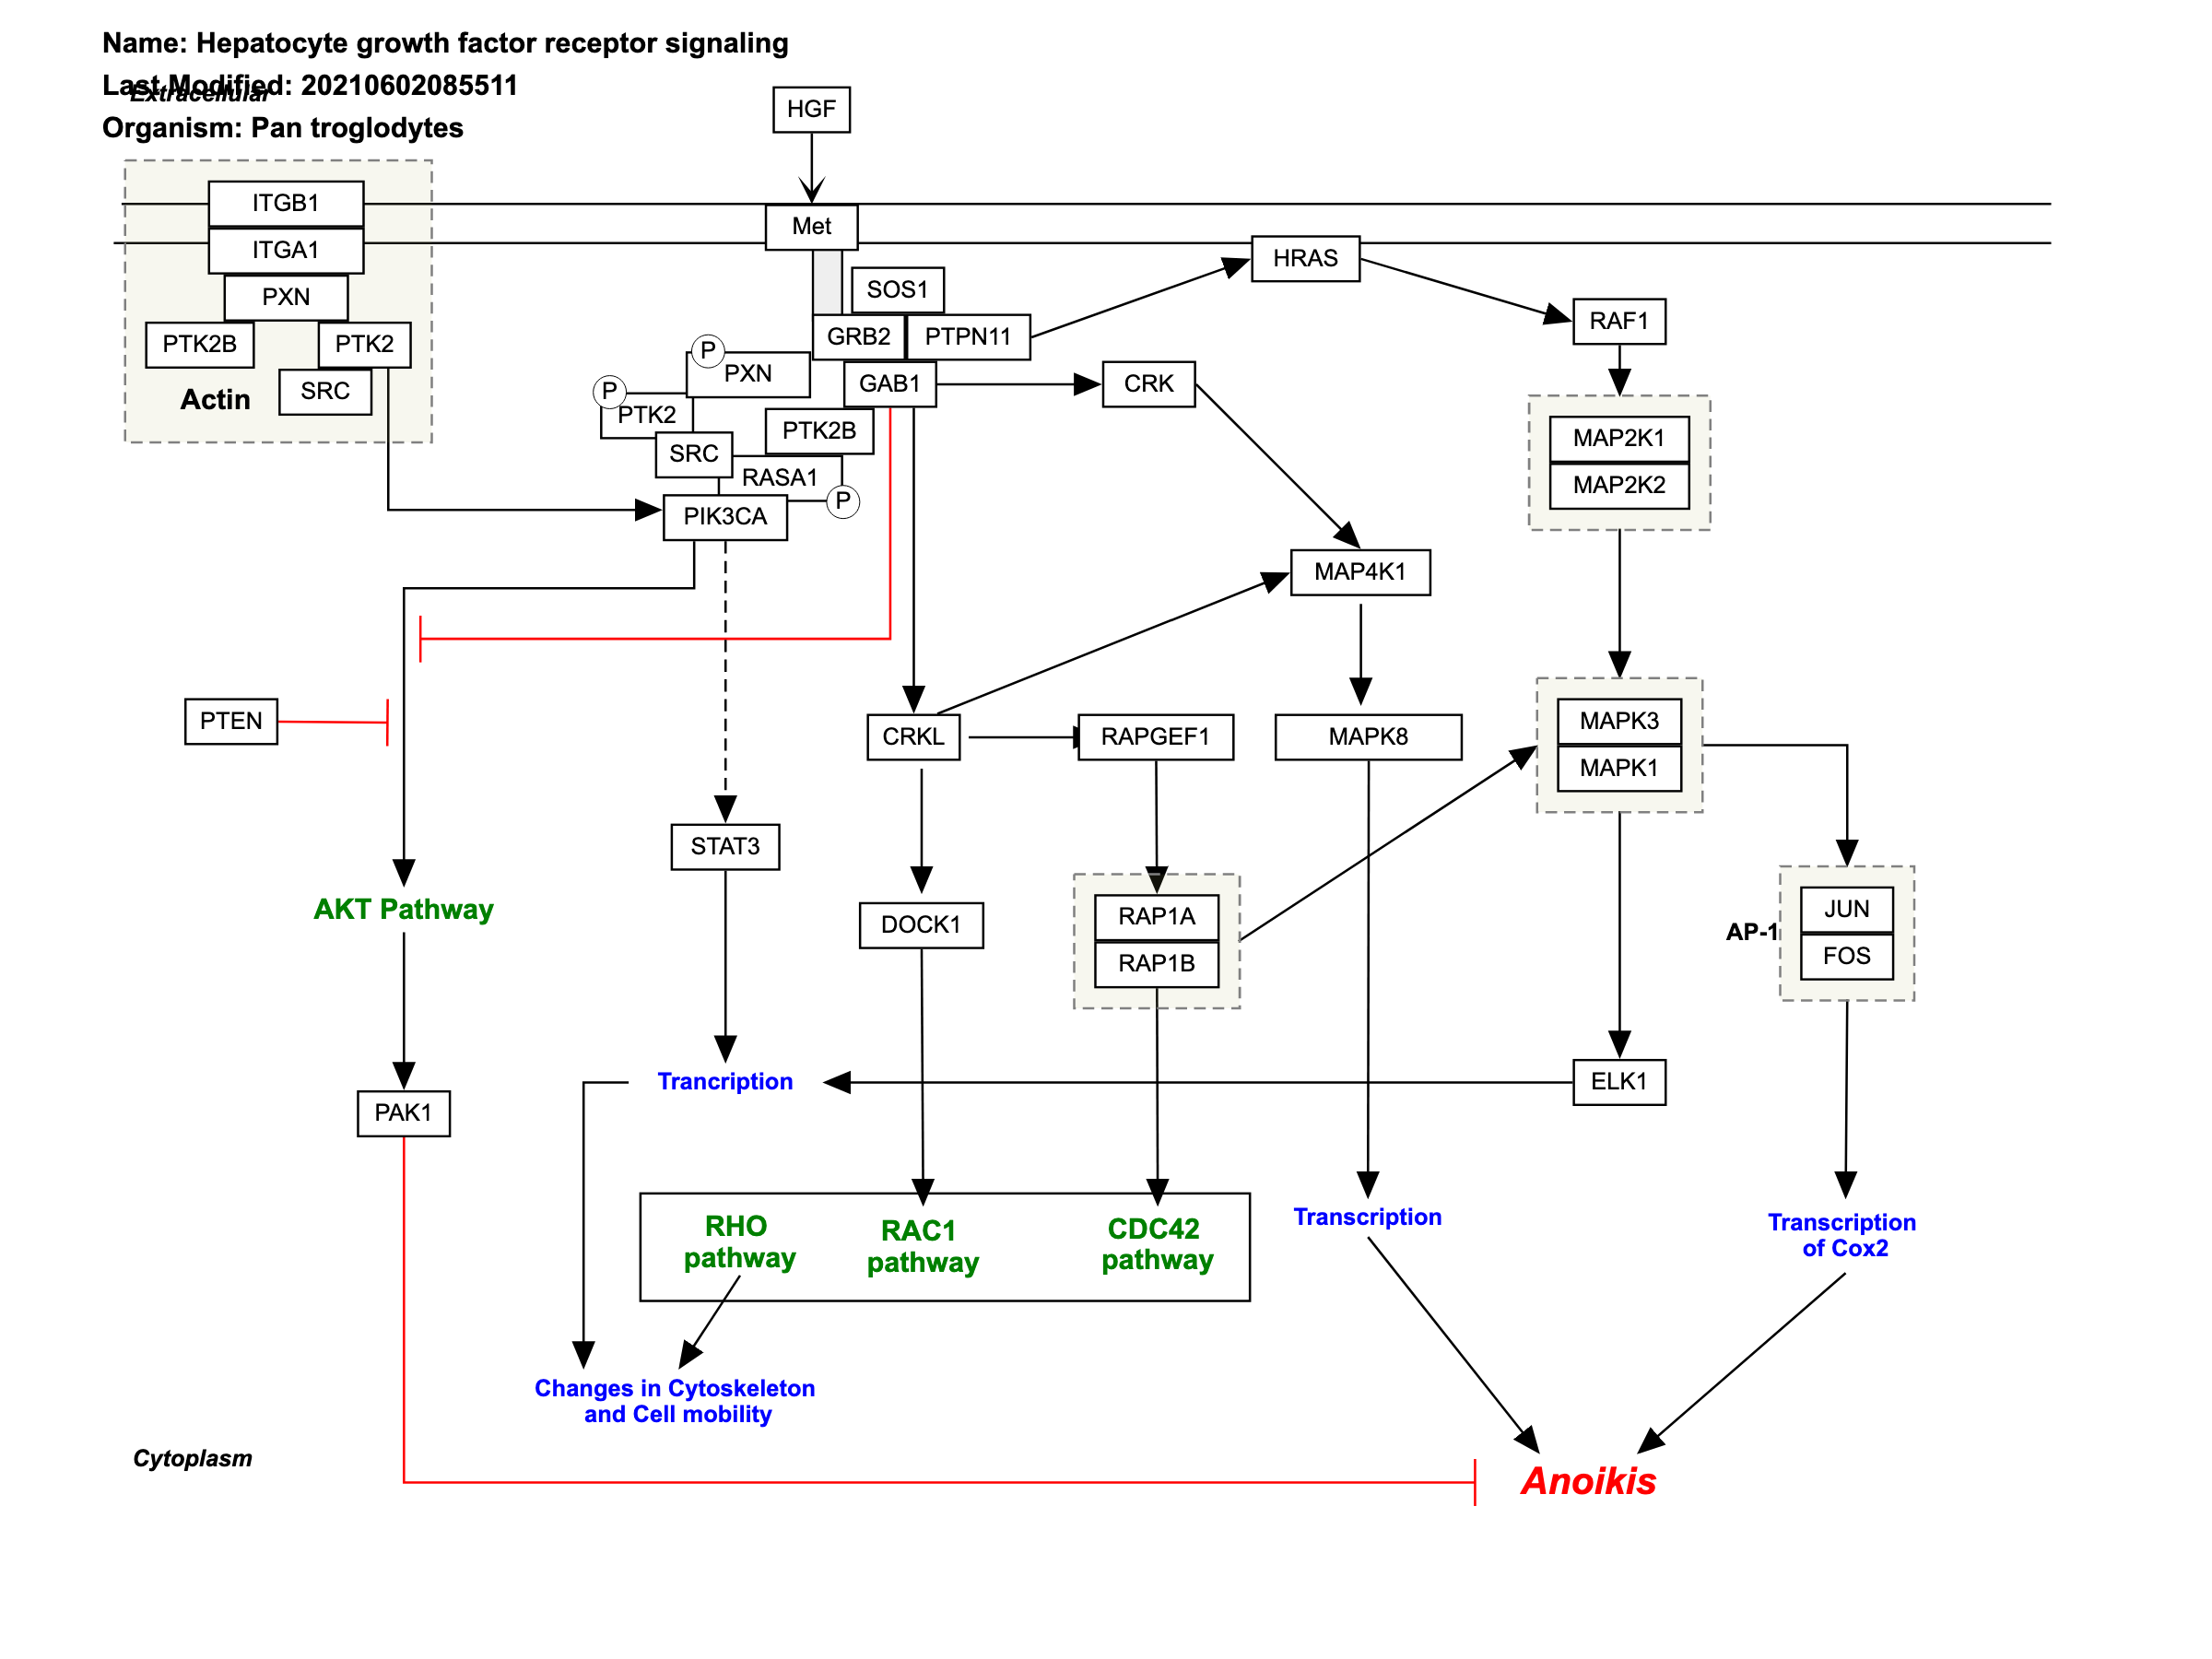 Name: Hepatocyte growth factor receptor signaling
Last Modified: 20210602085511
Extracellular
Organism: Pan troglodytes
HGF
ITGB1
Met
ITGA1
HRAS
PXN
SOS1
RAF1
PTK2B
PTK2
GRB2
PTPN11
P
PXN
SRC
Actin
GAB1
CRK
P
PTK2
PTK2B
MAP2K1
SRC
RASA1
MAP2K2
P
PIK3CA
MAP4K1
PTEN
CRKL
RAPGEF1
MAPK8
MAPK3
MAPK1
STAT3
AKT Pathway
DOCK1
RAP1A
RAP1B
AP-1
JUN
FOS
Trancription
ELK1
PAK1
RHO
pathway
RAC1
pathway
CDC42
pathway
Transcription
Transcription
of Cox2
Changes in Cytoskeleton
and Cell mobility
Cytoplasm
Anoikis